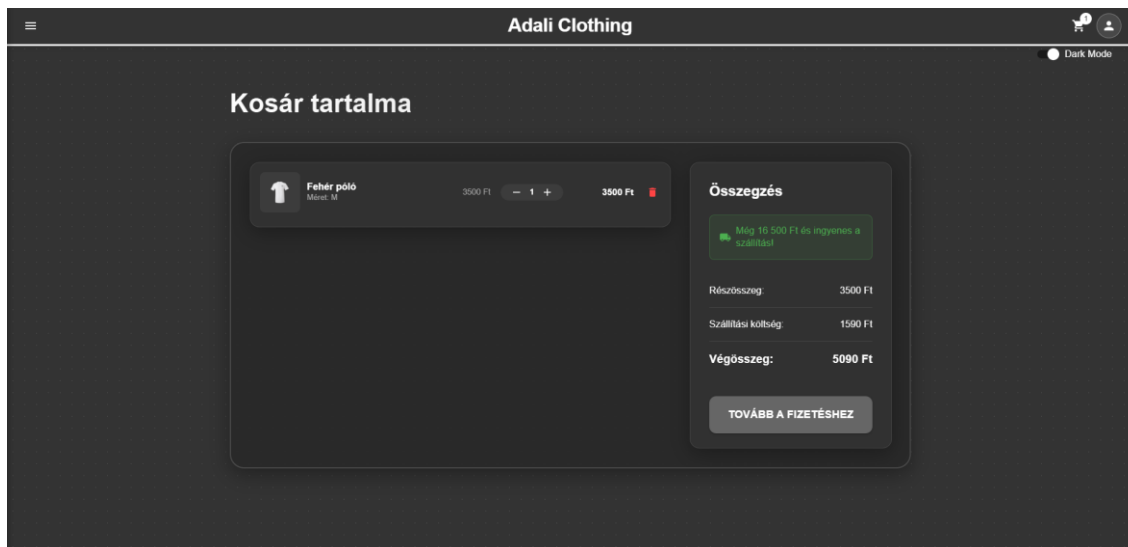 Adali Clothing
1
Dark Mode
Kosár tartalma
Fehér póló
Méret: M
3500 Ft
1
3500 Ft
Összegzés
Még 16 500 Ft és ingyenes a
szállítás!
Részösszeg:
3500 Ft
Szállítási költség:
1590 Ft
Végösszeg:
5090 Ft
TOVÁBB A FIZETÉSHEZ